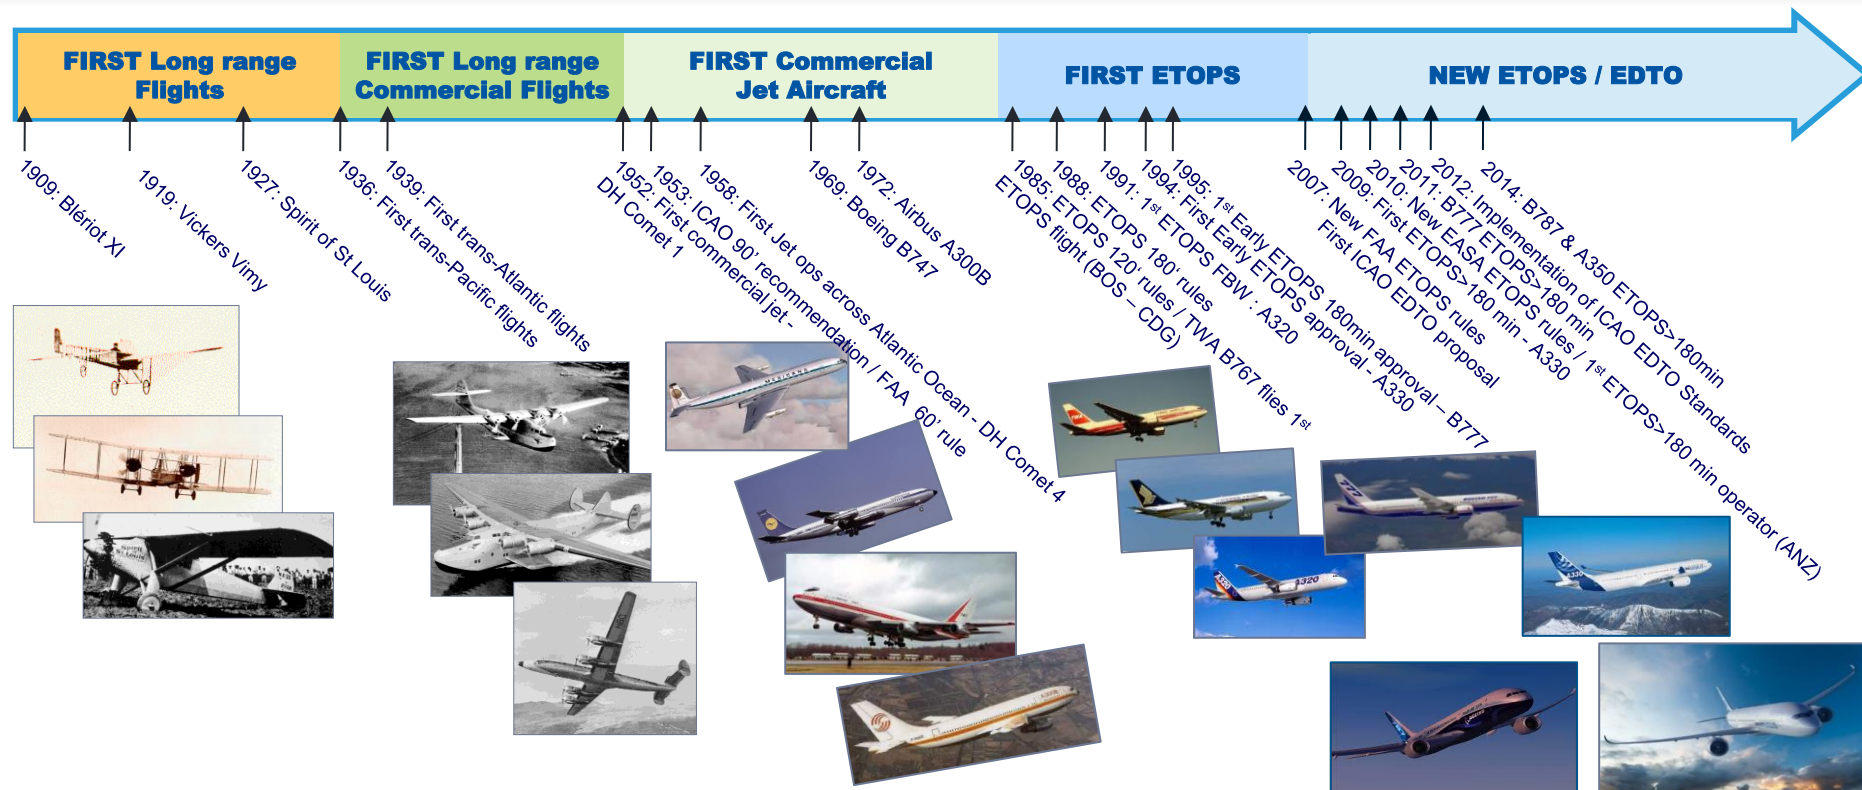 FIRST Long range
Flights
FIRST Long range
Commercial Flights
FIRST Commercial
Jet Aircraft
FIRST ETOPS
NEW ETOPS / EDTO
1909: Blériot XI
1919: Vickers Vimy
1927: Spirit of St Louis
1936: First trans-Pacific flights
1939: First trans-Atlantic flights
1952: First commercial jet -
DH Comet 1
1953: ICAO 90’ recommendation / FAA 60’ rule
1958: First Jet ops across Atlantic Ocean - DH Comet 4
1969: Boeing B747
1972: Airbus A300B
1985: ETOPS 120‘ rules / TWA B767 flies 1st
ETOPS flight (BOS – CDG)
1988: ETOPS 180‘ rules
1991: 1st ETOPS FBW : A320
1994: First Early ETOPS approval - A330
1995: 1st Early ETOPS 180min approval – B777
2007: New FAA ETOPS rules
First ICAO EDTO proposal
2009: First ETOPS>180 min - A330
2010: New EASA ETOPS rules / 1st ETOPS>180 min operator (ANZ)
2011: B777 ETOPS>180 min
2012: Implementation of ICAO EDTO Standards
2014: B787 & A350 ETOPS>180min
Spirit
St. Louis
MEXICANA
777
A320
A330